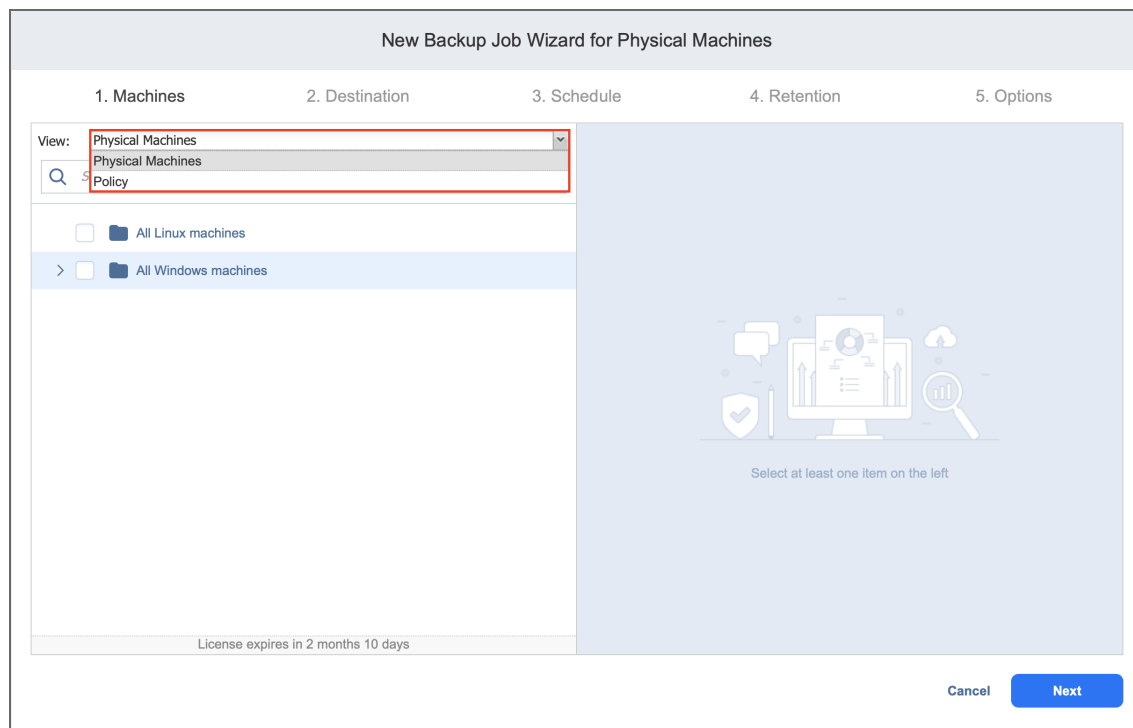 New Backup Job Wizard for Physical Machines
1. Machines 2. Destination 3. Schedule 4. Retention 5. Options
View: Physical Machines
Physical Machines
Policy
All Linux machines
All Windows machines
Select at least one item on the left
License expires in 2 months 10 days
Cancel Next